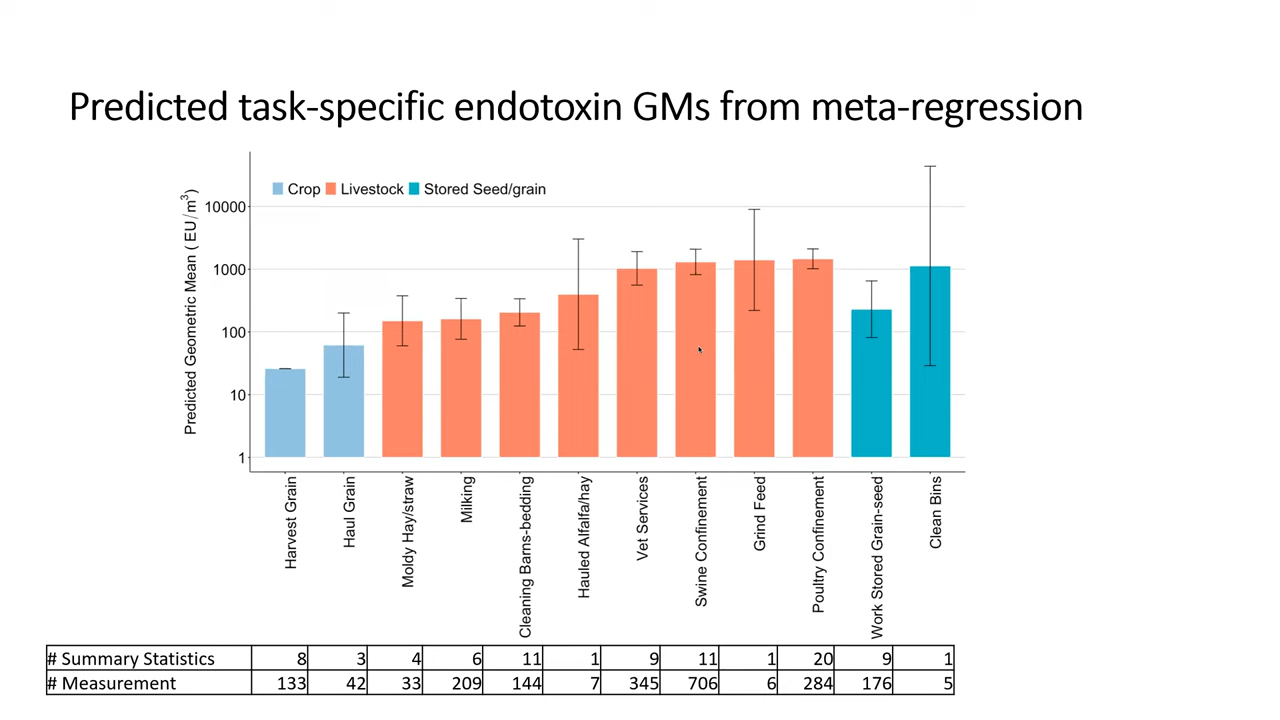 Predicted task-specific endotoxin GMs from meta-regression
Crop Livestock Stored Seed/grain
Predicted Geometric Mean ( EU/m³)
10000
1000
100
10
1
Harvest Grain
Haul Grain
Moldy Hay/straw
Milking
Cleaning Barns-bedding
Hauled Alfalfa/hay
Vet Services
Swine Confinement
Grind Feed
Poultry Confinement
Work Stored Grain-seed
Clean Bins
# Summary Statistics 8 3 4 6 11 1 9 11 1 20 9 1
# Measurement 133 42 33 209 144 7 345 706 6 284 176 5